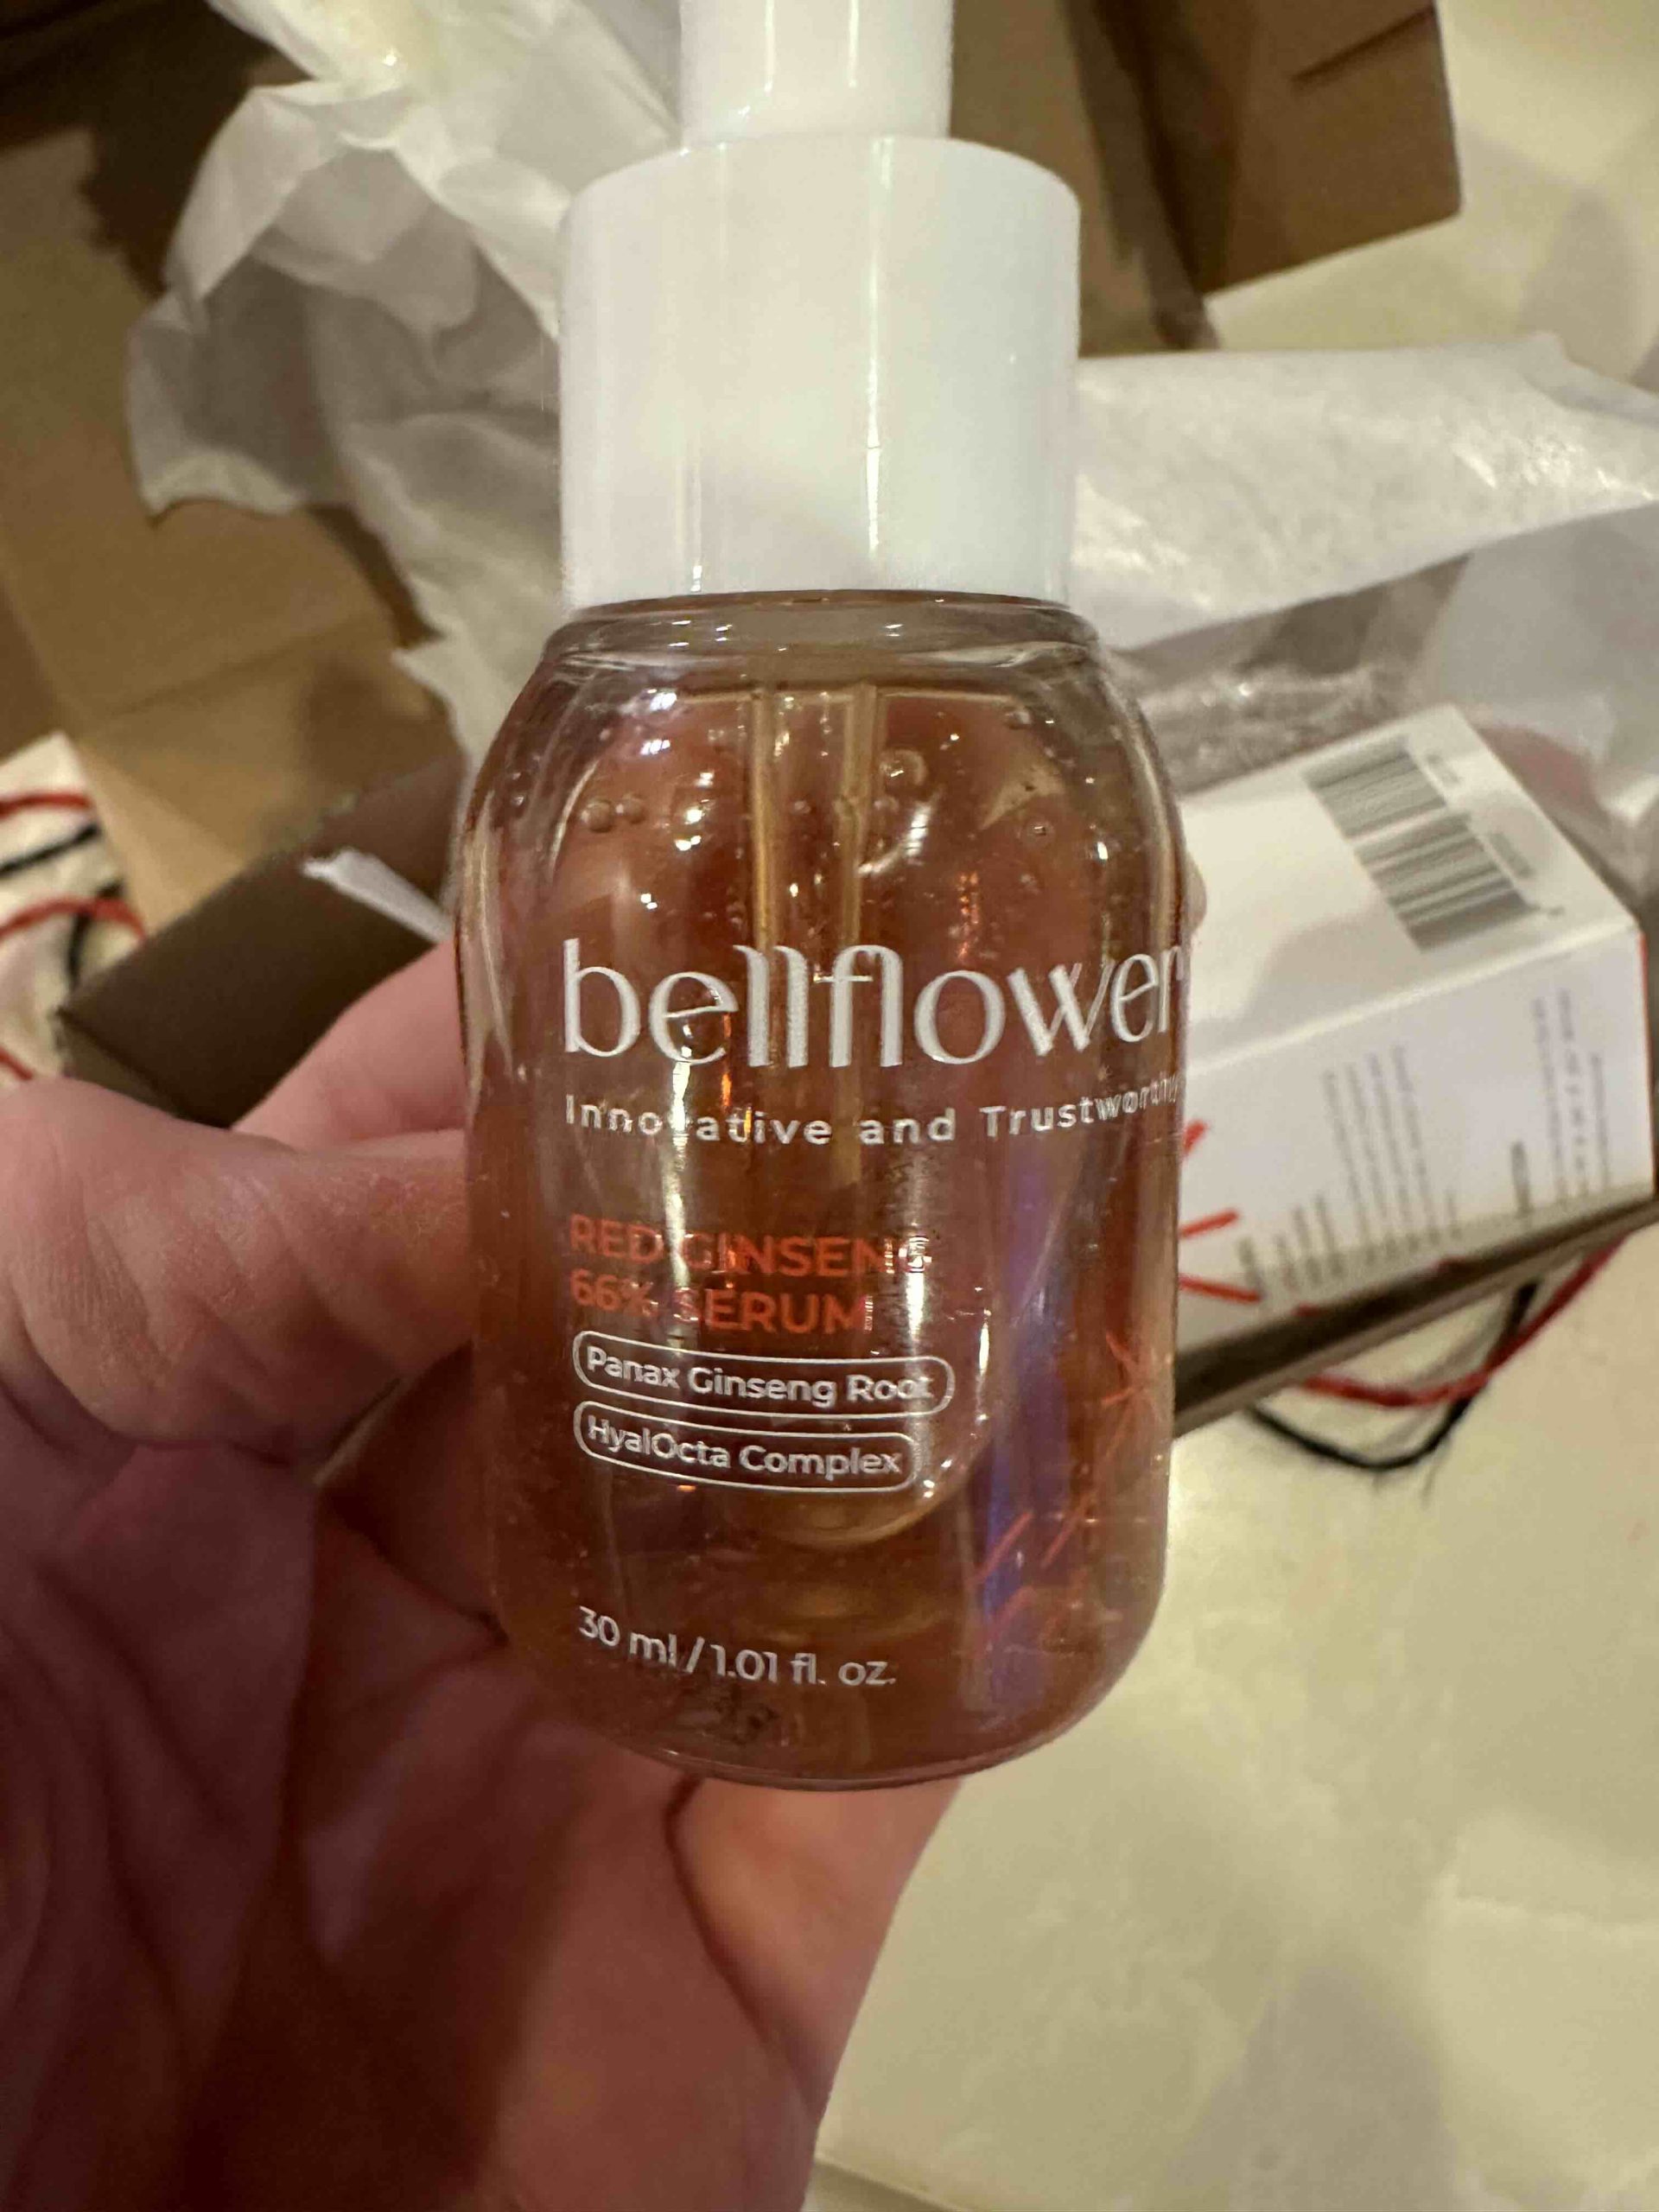 bellflower
Innovative and Trustworthy
RED GINSENG
66% SERUM
Panax Ginseng Root
HyalOcta Complex
30 ml / 1.01 fl. oz.